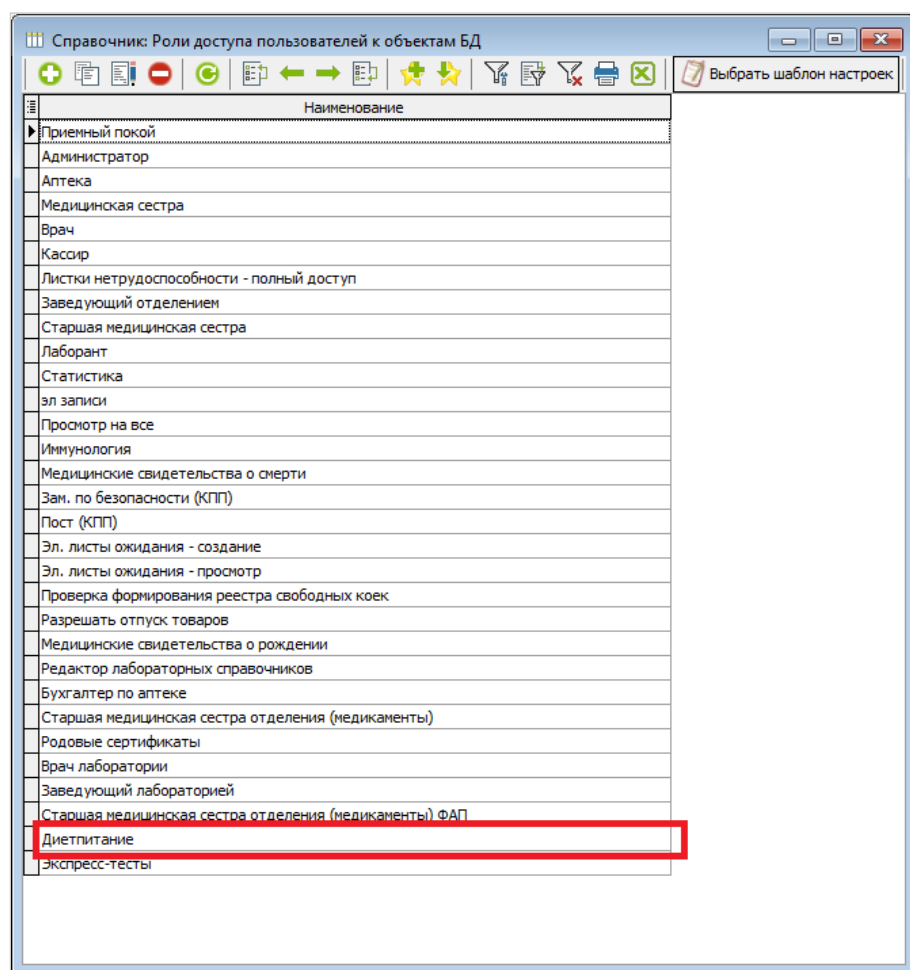 Справочник: Роли доступа пользователей к объектам БД
Выбрать шаблон настроек
Наименование
Приемный покой
Администратор
Аптека
Медицинская сестра
Врач
Кассир
Листки нетрудоспособности - полный доступ
Заведующий отделением
Старшая медицинская сестра
Лаборант
Статистика
эл записи
Просмотр на все
Иммунология
Медицинские свидетельства о смерти
Зам. по безопасности (КПП)
Пост (КПП)
Эл. листы ожидания - создание
Эл. листы ожидания - просмотр
Проверка формирования реестра свободных коек
Разрешать отпуск товаров
Медицинские свидетельства о рождении
Редактор лабораторных справочников
Бухгалтер по аптеке
Старшая медицинская сестра отделения (медикаменты)
Родовые сертификаты
Врач лаборатории
Заведующий лабораторией
Старшая медицинская сестра отделения (медикаменты) ФАП
Диетпитание
Экспресс-тесты